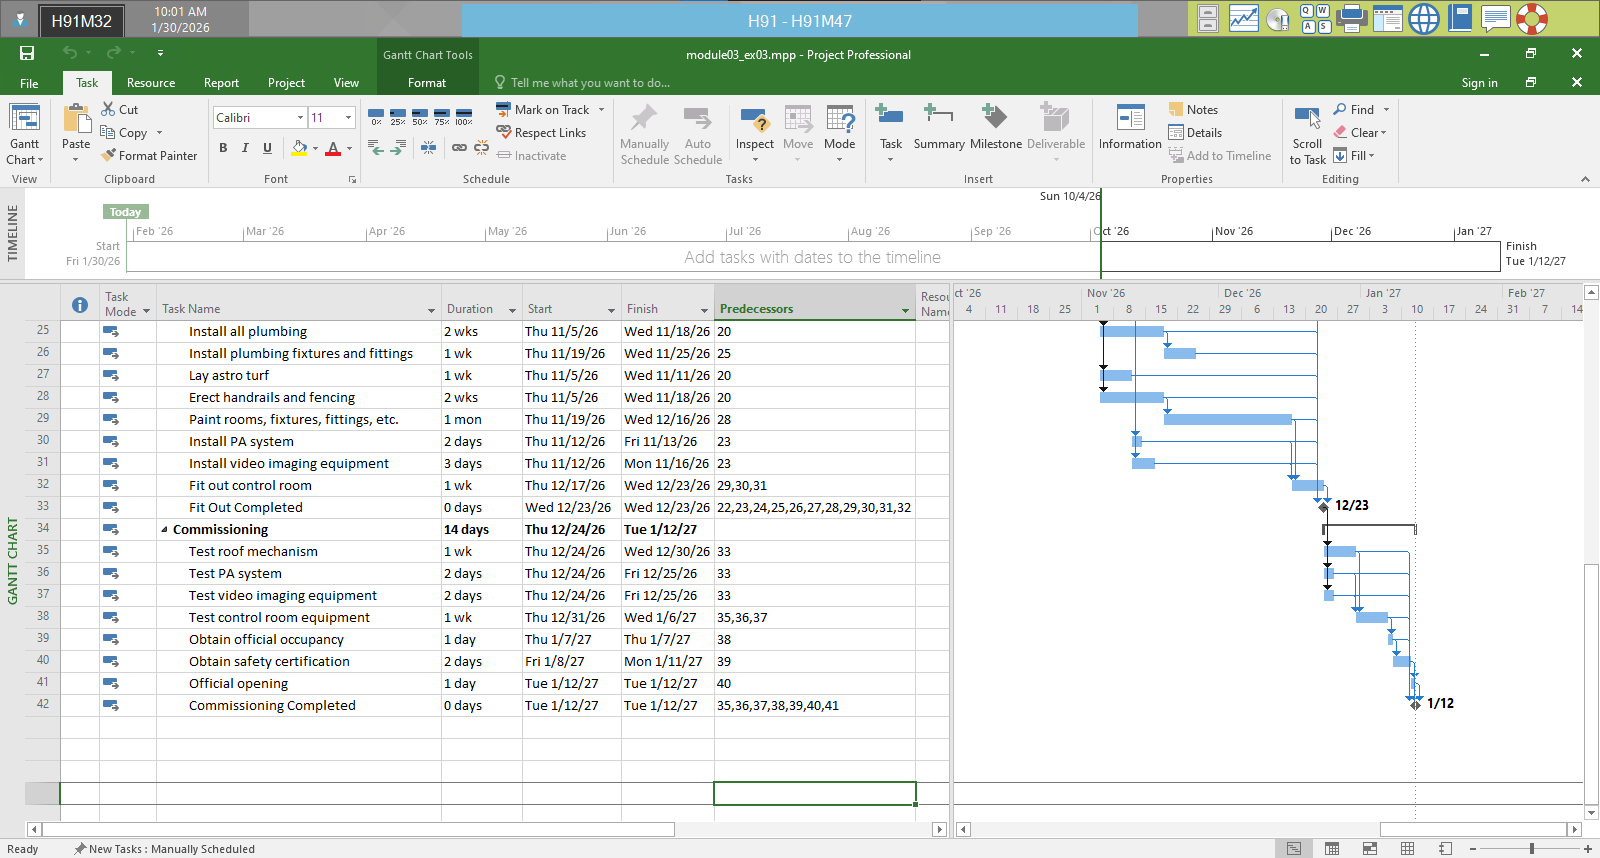 H91M32
10:01 AM
1/30/2026
H91 - H91M47
Q W
A S
Gantt Chart Tools
module03_ex03.mpp - Project Professional
File
Task
Resource
Report
Project
View
Format
Tell me what you want to do...
Sign in
Gantt
Chart
View
Paste
Cut
Copy
Format Painter
Clipboard
Calibri
11
B I U
A
Font
0% 25% 50% 75% 100%
Mark on Track
Respect Links
Inactivate
Schedule
Manually
Schedule
Auto
Schedule
Inspect
Move
Mode
Tasks
Task
Summary
Milestone
Deliverable
Insert
Information
Notes
Details
Add to Timeline
Properties
Scroll
to Task
Find
Clear
Fill
Editing
TIMELINE
Sun 10/4/26
Today
Feb '26 Mar '26 Apr '26 May '26 Jun '26 Jul '26 Aug '26 Sep '26 Oct '26 Nov '26 Dec '26 Jan '27
Start
Fri 1/30/26
Add tasks with dates to the timeline
Finish
Tue 1/12/27
GANTT CHART
Task
Mode
Task Name
Duration
Start
Finish
Predecessors
Resou
Name
ct '26 Nov '26 Dec '26 Jan '27 Feb '27
4 11 18 25 1 8 15 22 29 6 13 20 27 3 10 17 24 31 7 14
25 Install all plumbing 2 wks Thu 11/5/26 Wed 11/18/26 20
26 Install plumbing fixtures and fittings 1 wk Thu 11/19/26 Wed 11/25/26 25
27 Lay astro turf 1 wk Thu 11/5/26 Wed 11/11/26 20
28 Erect handrails and fencing 2 wks Thu 11/5/26 Wed 11/18/26 20
29 Paint rooms, fixtures, fittings, etc. 1 mon Thu 11/19/26 Wed 12/16/26 28
30 Install PA system 2 days Thu 11/12/26 Fri 11/13/26 23
31 Install video imaging equipment 3 days Thu 11/12/26 Mon 11/16/26 23
32 Fit out control room 1 wk Thu 12/17/26 Wed 12/23/26 29,30,31
33 Fit Out Completed 0 days Wed 12/23/26 Wed 12/23/26 22,23,24,25,26,27,28,29,30,31,32 12/23
34 Commissioning 14 days Thu 12/24/26 Tue 1/12/27
35 Test roof mechanism 1 wk Thu 12/24/26 Wed 12/30/26 33
36 Test PA system 2 days Thu 12/24/26 Fri 12/25/26 33
37 Test video imaging equipment 2 days Thu 12/24/26 Fri 12/25/26 33
38 Test control room equipment 1 wk Thu 12/31/26 Wed 1/6/27 35,36,37
39 Obtain official occupancy 1 day Thu 1/7/27 Thu 1/7/27 38
40 Obtain safety certification 2 days Fri 1/8/27 Mon 1/11/27 39
41 Official opening 1 day Tue 1/12/27 Tue 1/12/27 40
42 Commissioning Completed 0 days Tue 1/12/27 Tue 1/12/27 35,36,37,38,39,40,41 1/12
Ready
New Tasks : Manually Scheduled